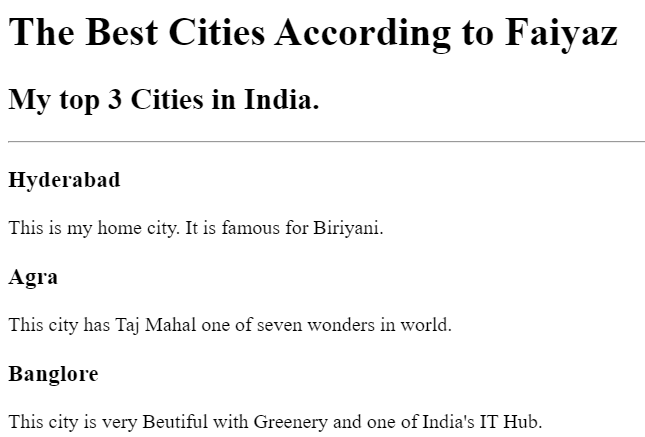 The Best Cities According to Faiyaz
My top 3 Cities in India.
Hyderabad
This is my home city. It is famous for Biriyani.
Agra
This city has Taj Mahal one of seven wonders in world.
Banglore
This city is very Beutiful with Greenery and one of India's IT Hub.